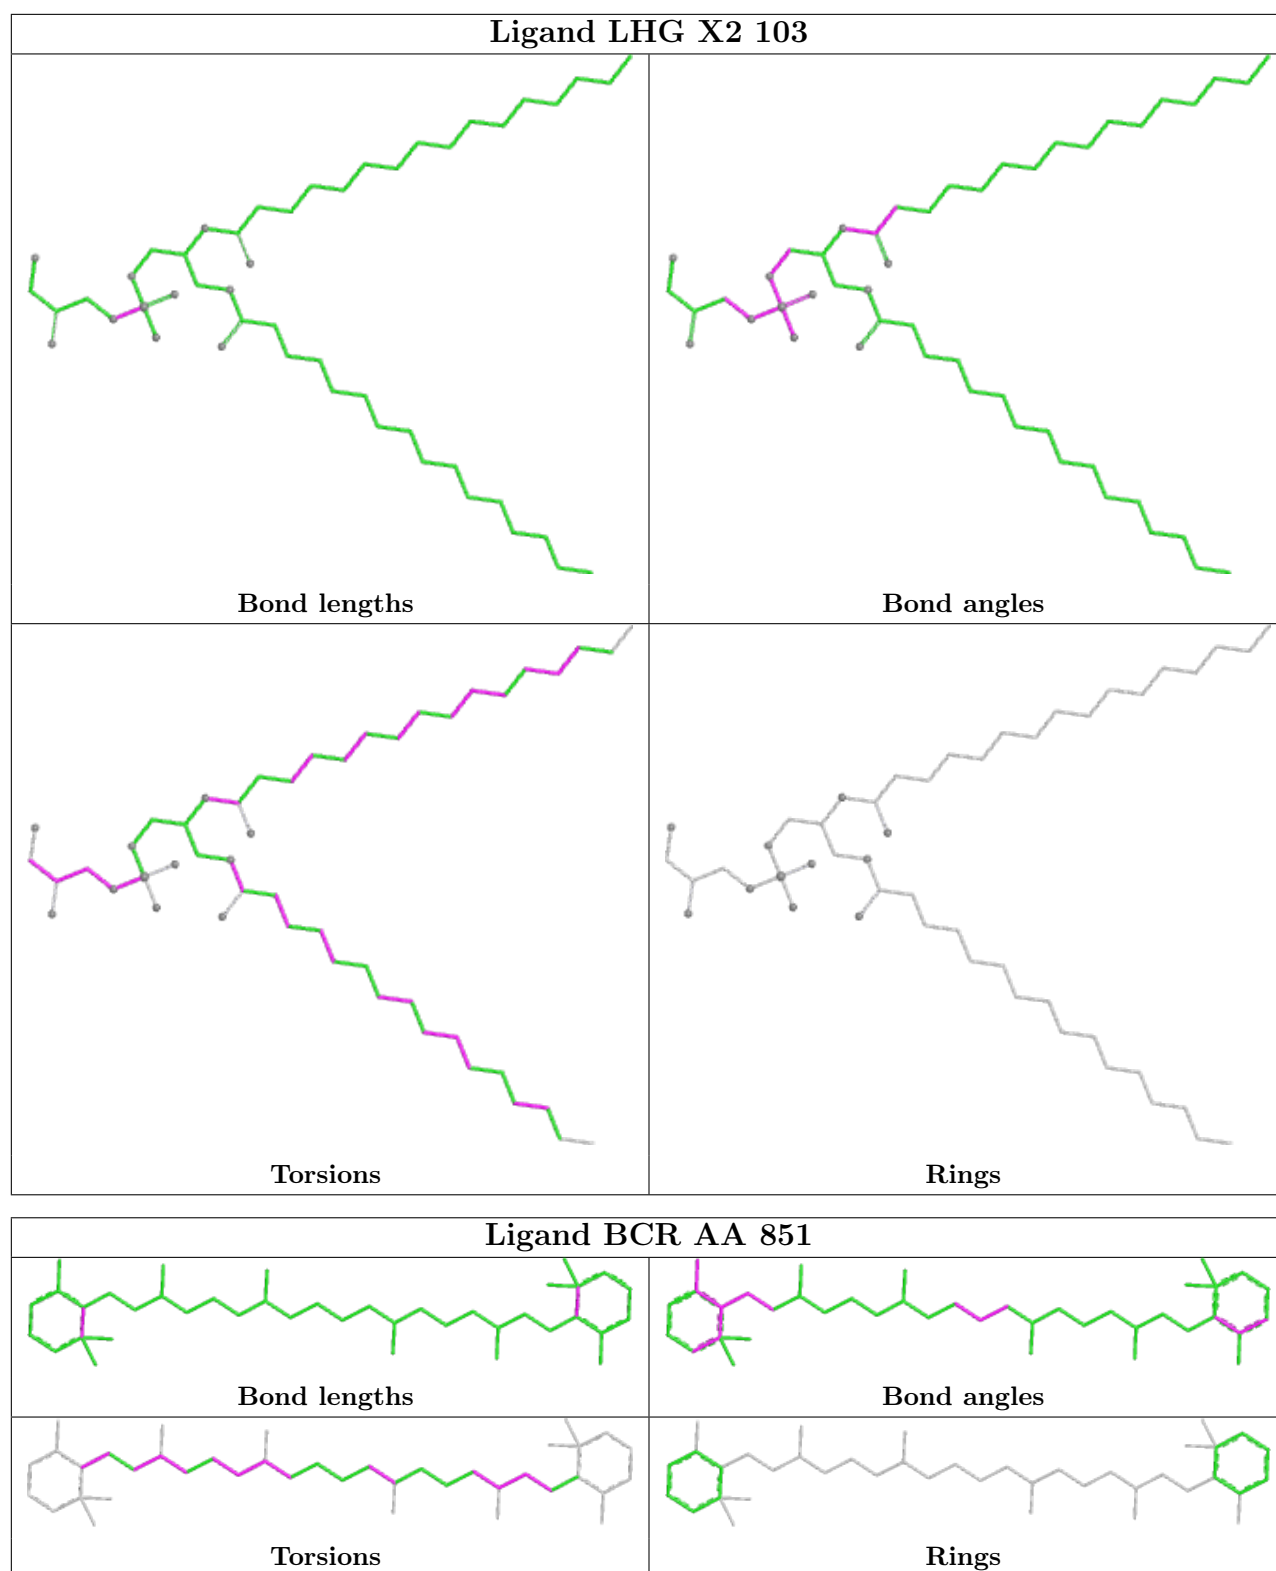 Ligand LHG X2 103
Bond lengths
Bond angles
Torsions
Rings
Ligand BCR AA 851
Bond lengths
Bond angles
Torsions
Rings